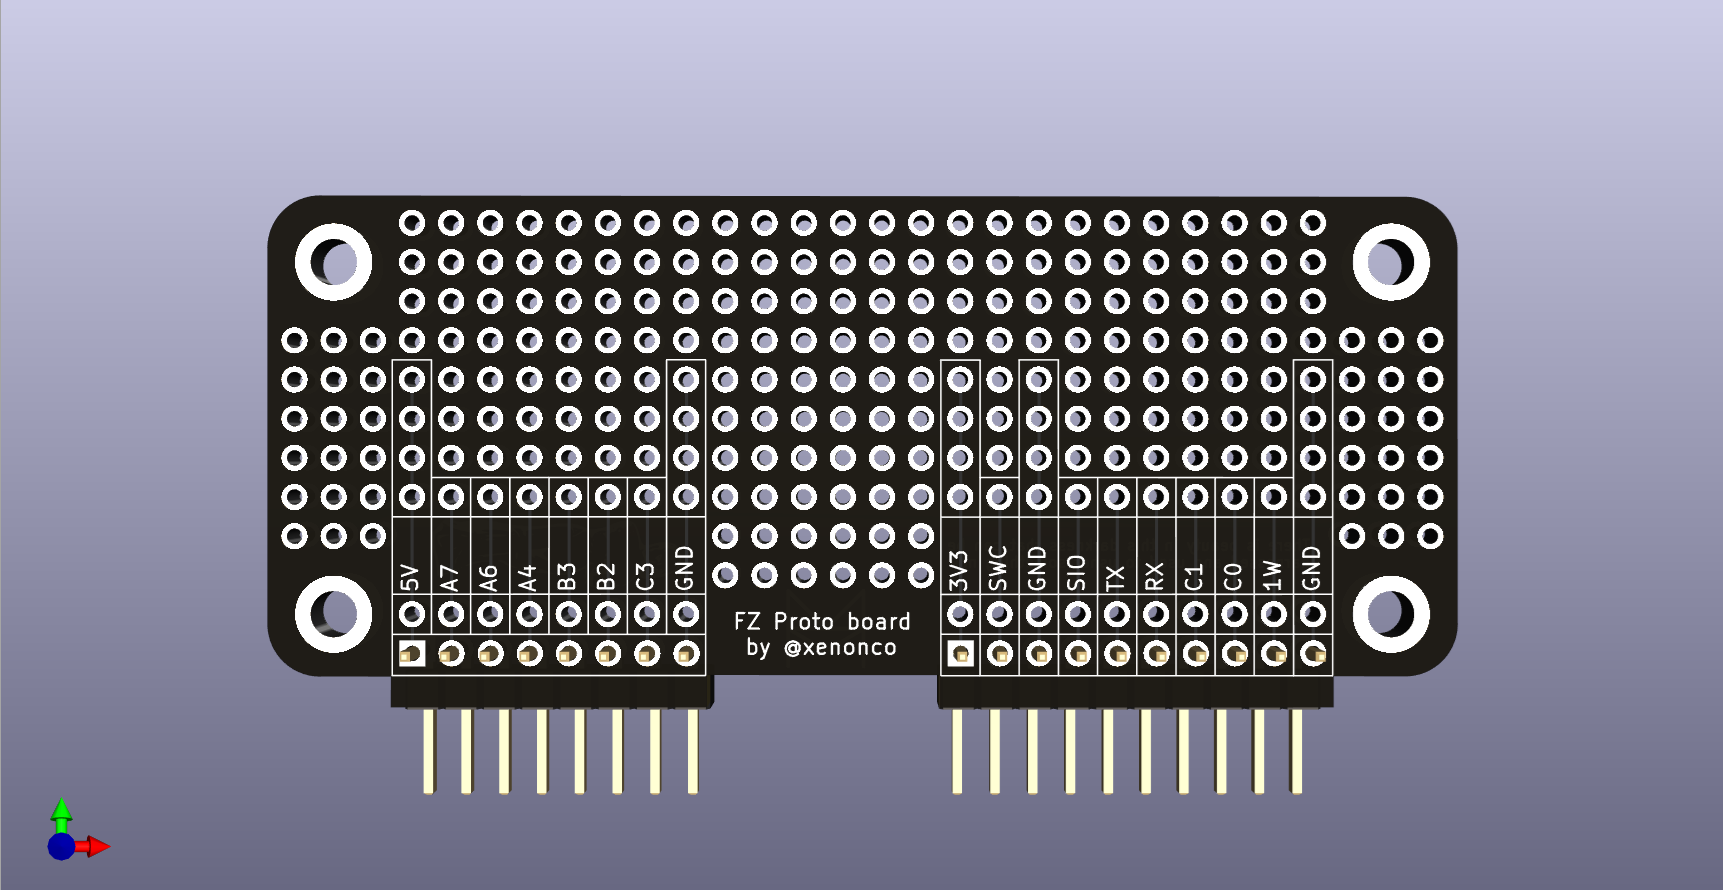 5V
A7
A6
A4
B3
B2
C3
GND
FZ Proto board
by @xenonco
3V3
SWC
GND
SIO
TX
RX
C1
C0
1W
GND